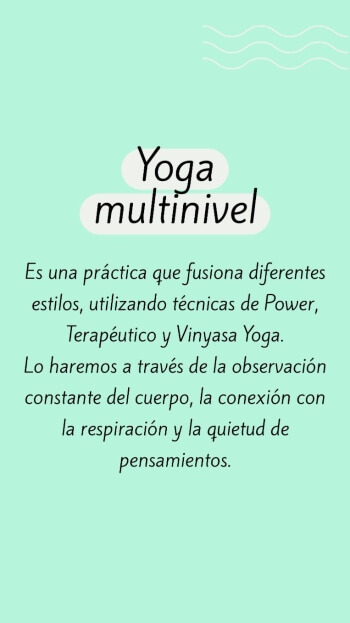 Yoga
multinivel
Es una práctica que fusiona diferentes
estilos, utilizando técnicas de Power,
Terapéutico y Vinyasa Yoga.
Lo haremos a través de la observación
constante del cuerpo, la conexión con
la respiración y la quietud de
pensamientos.